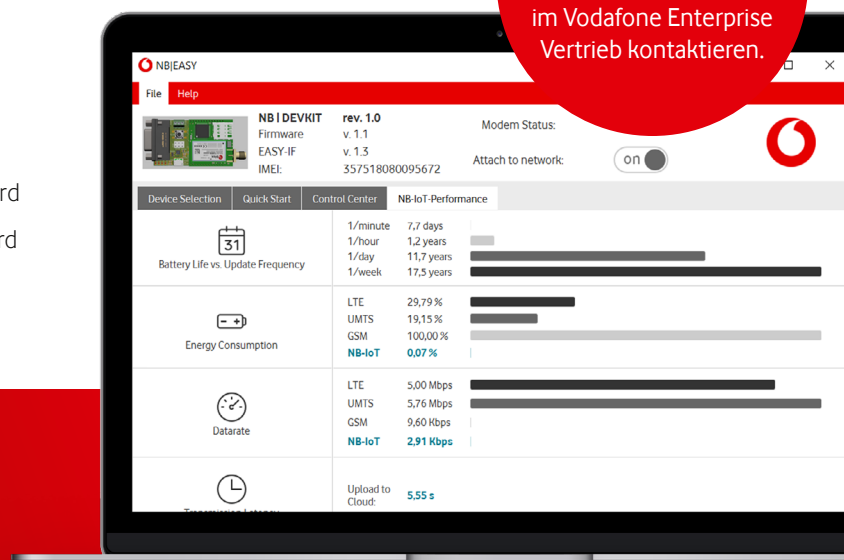 im Vodafone Enterprise
Vertrieb kontaktieren.
rd
rd
NB|EASY
File Help
NB | DEVKIT rev. 1.0
Firmware v. 1.1
EASY-IF v. 1.3
IMEI: 357518080095672
Modem Status:
Attach to network: on
Device Selection Quick Start Control Center NB-IoT-Performance
31
Battery Life vs. Update Frequency
1/minute 7,7 days
1/hour 1,2 years
1/day 11,7 years
1/week 17,5 years
Energy Consumption
LTE 29,79 %
UMTS 19,15 %
GSM 100,00 %
NB-IoT 0,07 %
Datarate
LTE 5,00 Mbps
UMTS 5,76 Mbps
GSM 9,60 Kbps
NB-IoT 2,91 Kbps
Transmission Latency
Upload to
Cloud: 5,55 s